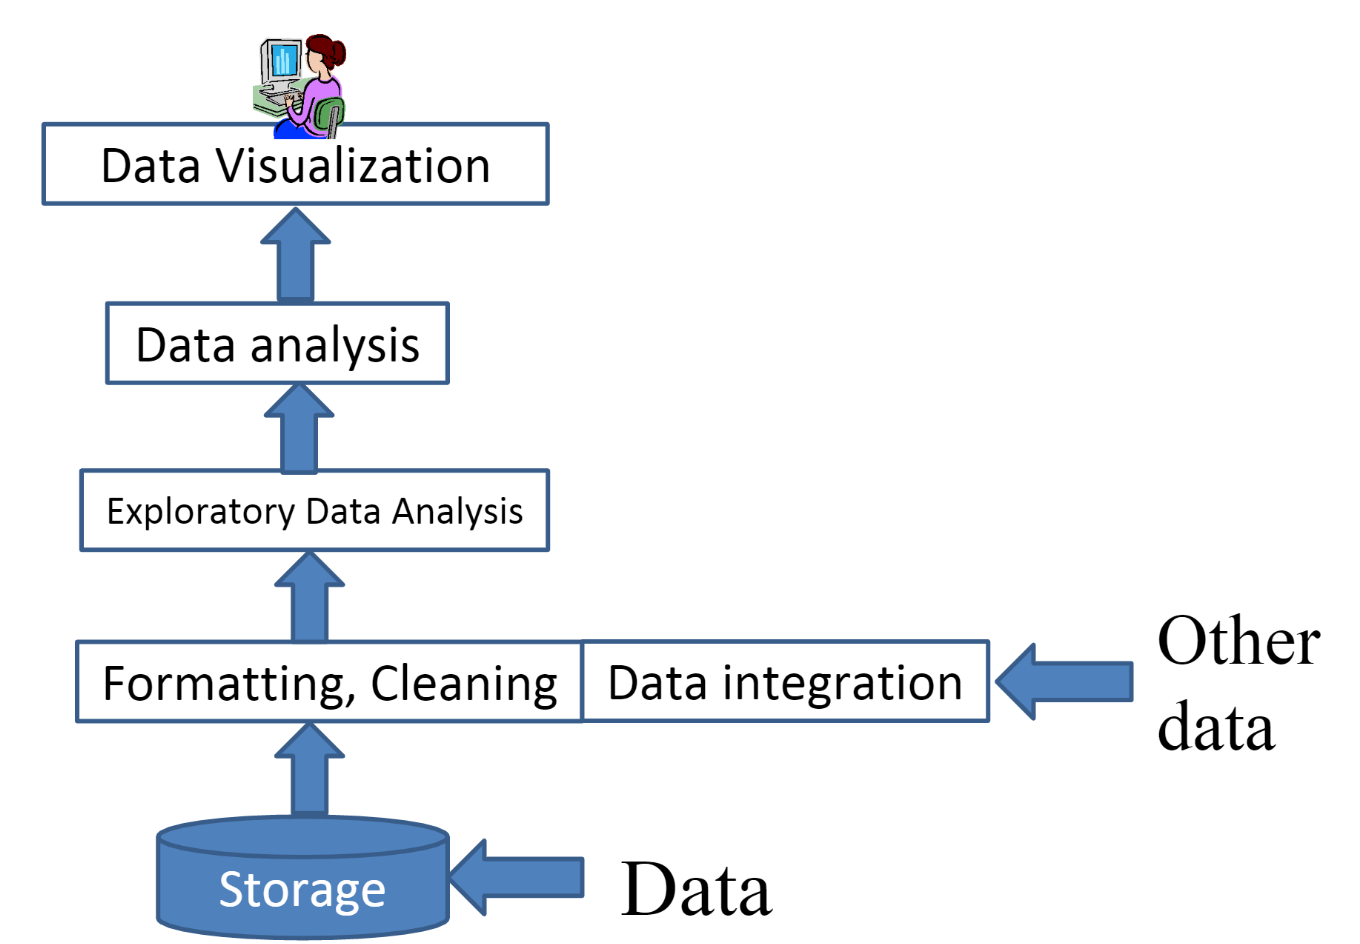 Data Visualization
Data analysis
Exploratory Data Analysis
Formatting, Cleaning
Data integration
Other
data
Storage
Data